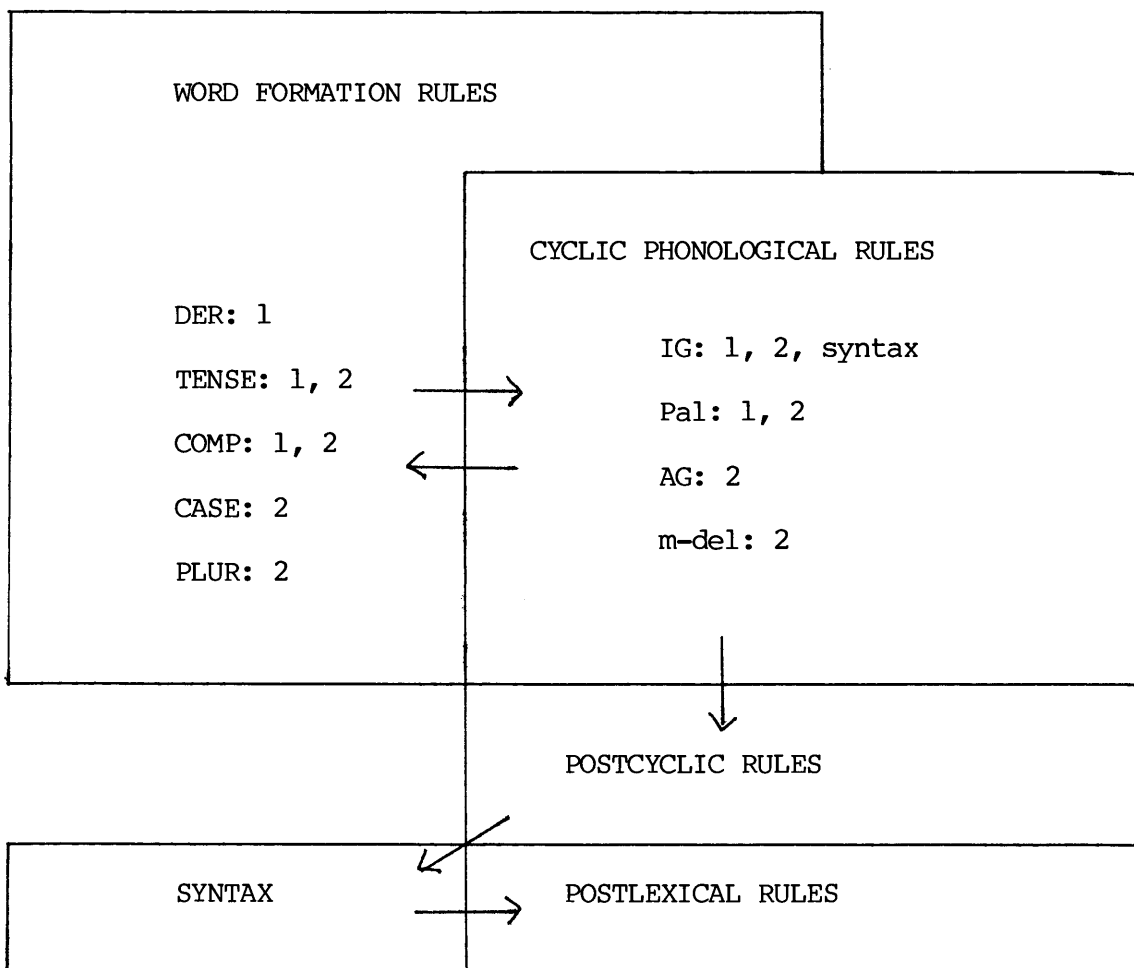 WORD FORMATION RULES
CYCLIC PHONOLOGICAL RULES
DER: 1
TENSE: 1, 2
COMP: 1, 2
CASE: 2
PLUR: 2
IG: 1, 2, syntax
Pal: 1, 2
AG: 2
m-del: 2
POSTCYCLIC RULES
SYNTAX
POSTLEXICAL RULES